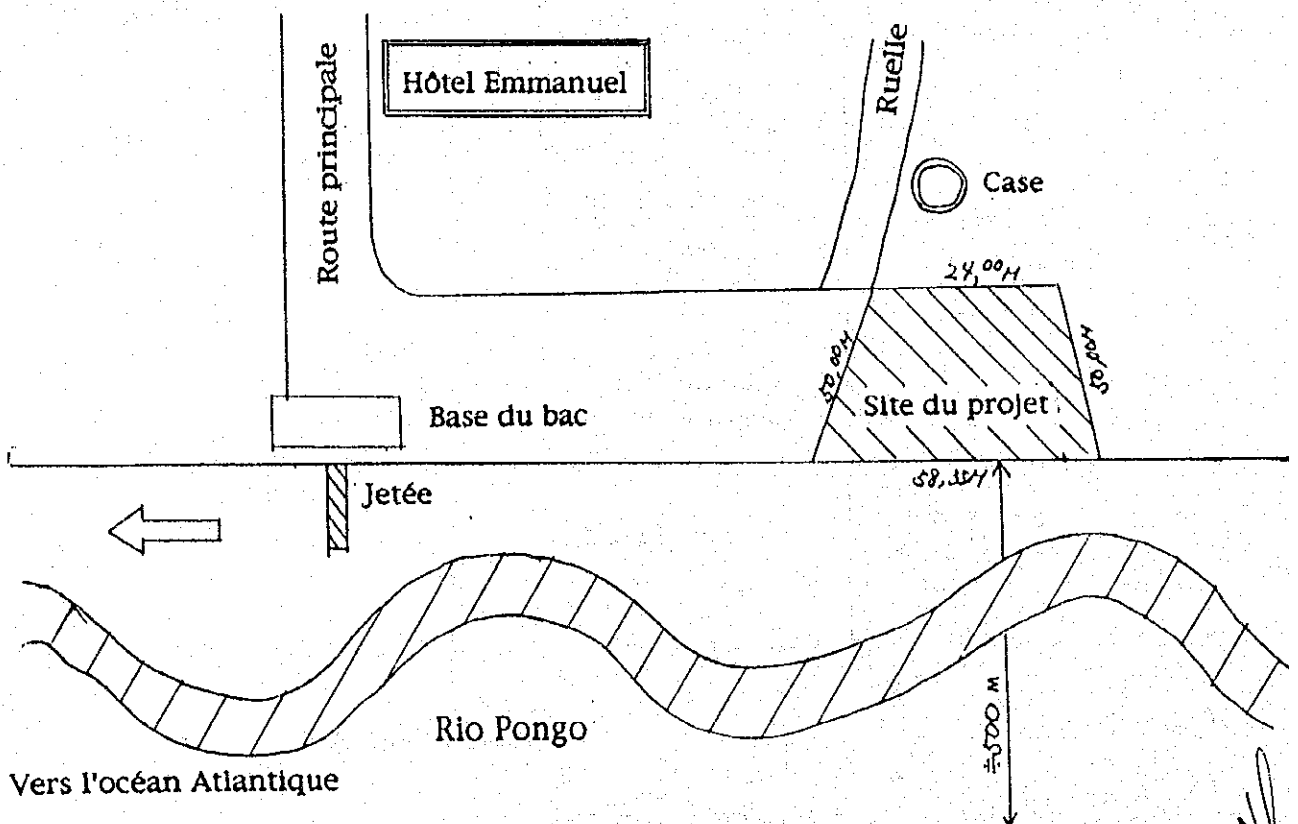 Route principale
Hôtel Emmanuel
Ruelle
Case
24,00M
50,00M
50,00M
Site du projet
Base du bac
58,35M
Jetée
≒500 m
Rio Pongo
Vers l'océan Atlantique